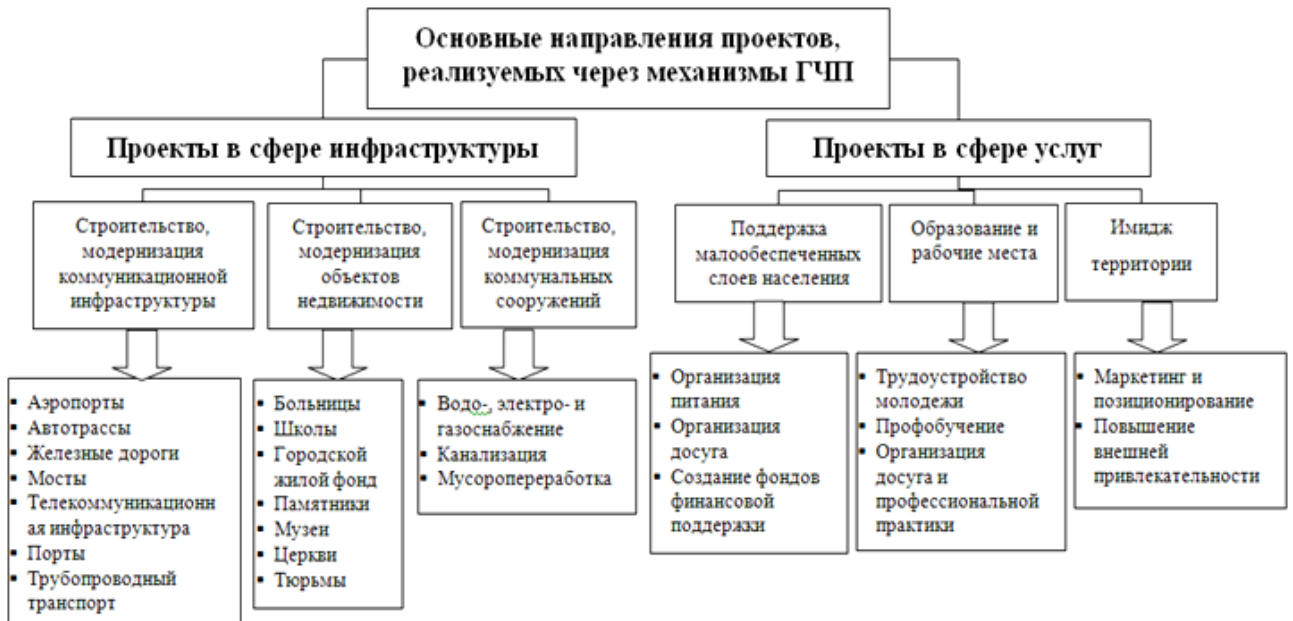 Основные направления проектов,
реализуемых через механизмы ГЧП
Проекты в сфере инфраструктуры
Проекты в сфере услуг
Строительство,
модернизация
коммуникационной
инфраструктуры
Строительство,
модернизация
объектов
недвижимости
Строительство,
модернизация
коммунальных
сооружений
Поддержка
малообеспеченных
слоев населения
Образование и
рабочие места
Имидж
территории
▪ Аэропорты
▪ Автотрассы
▪ Железные дороги
▪ Мосты
▪ Телекоммуникационн
ая инфраструктура
▪ Порты
▪ Трубопроводный
транспорт
▪ Больницы
▪ Школы
▪ Городской
жилой фонд
▪ Памятники
▪ Музеи
▪ Церкви
▪ Тюрьмы
▪ Водо-, электро- и
газоснабжение
▪ Канализация
▪ Мусоропереработка
▪ Организация
питания
▪ Организация
досуга
▪ Создание фондов
финансовой
поддержки
▪ Трудоустройство
молодежи
▪ Профобучение
▪ Организация
досуга и
профессиональной
практики
▪ Маркетинг и
позиционирование
▪ Повышение
внешней
привлекательности